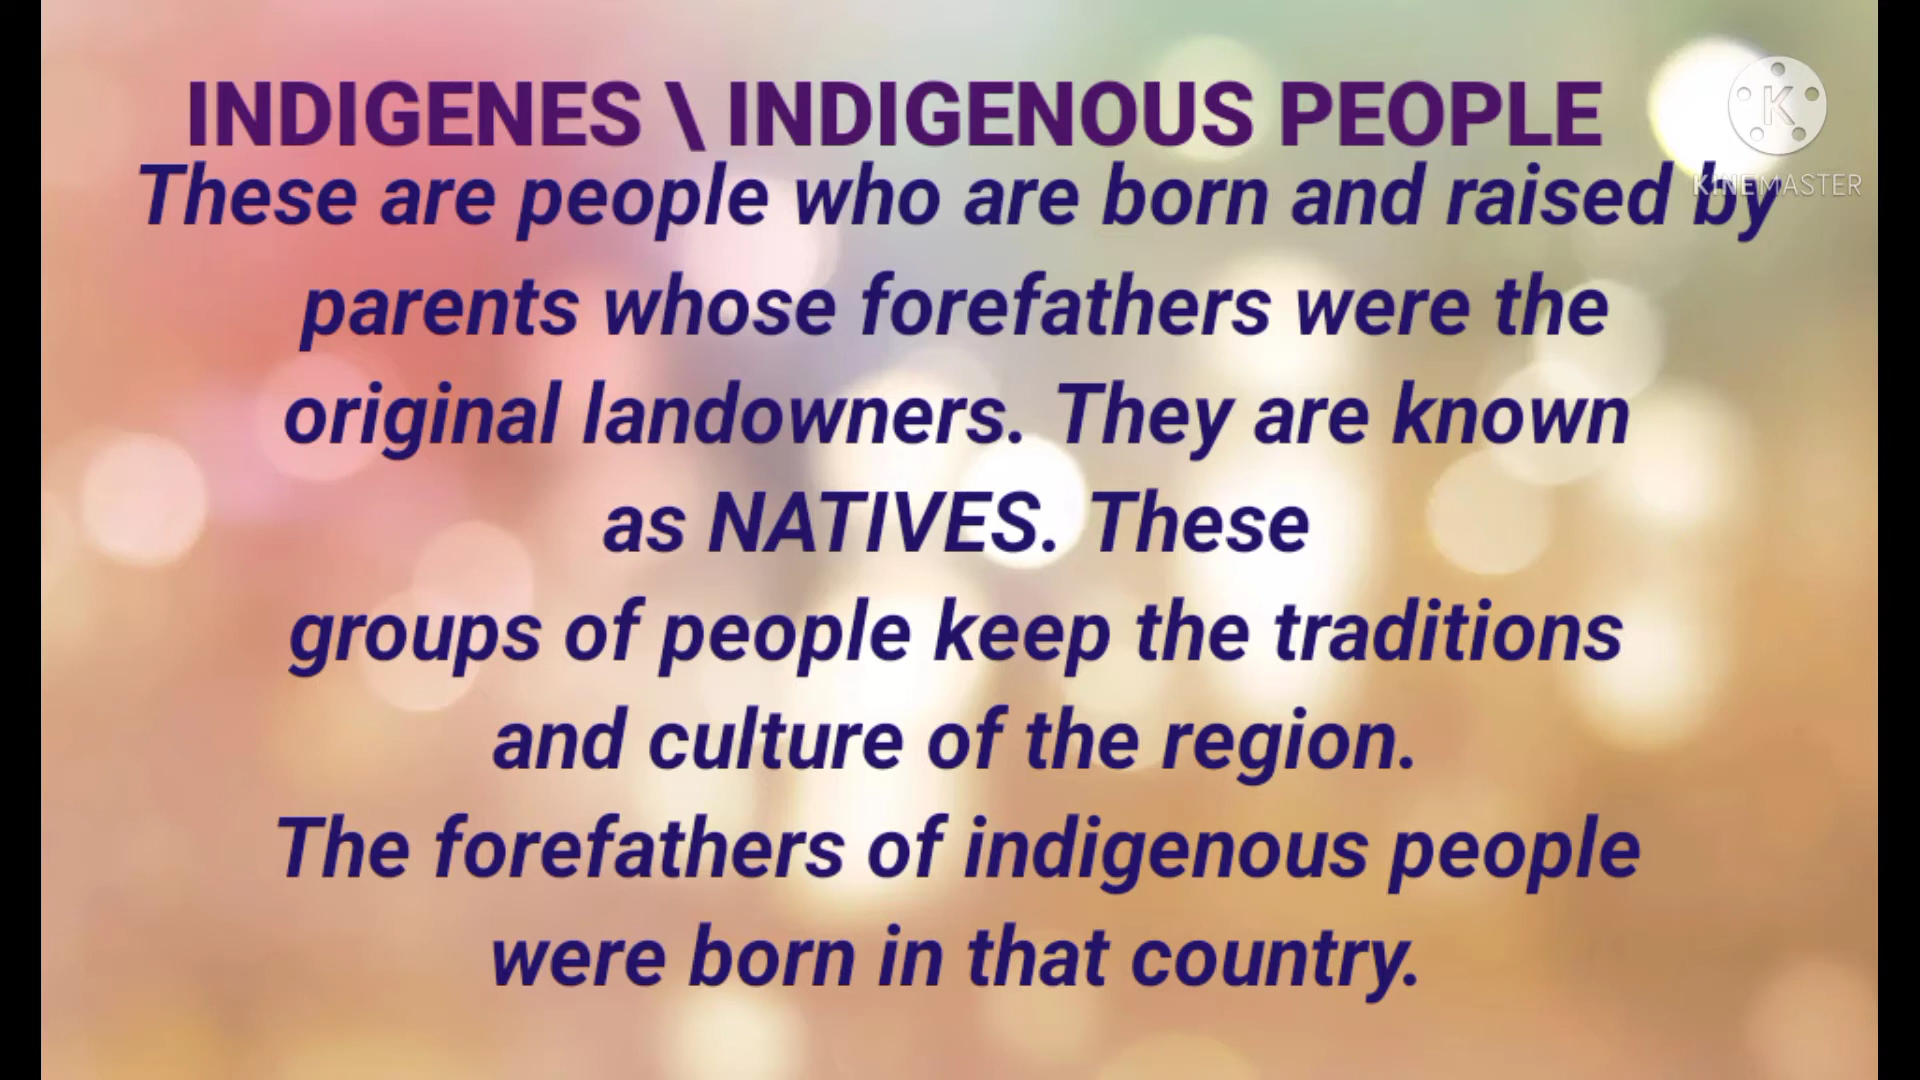 INDIGENES \ INDIGENOUS PEOPLE
These are people who are born and raised by
parents whose forefathers were the
original landowners. They are known
as NATIVES. These
groups of people keep the traditions
and culture of the region.
The forefathers of indigenous people
were born in that country.
K
KINEMASTER